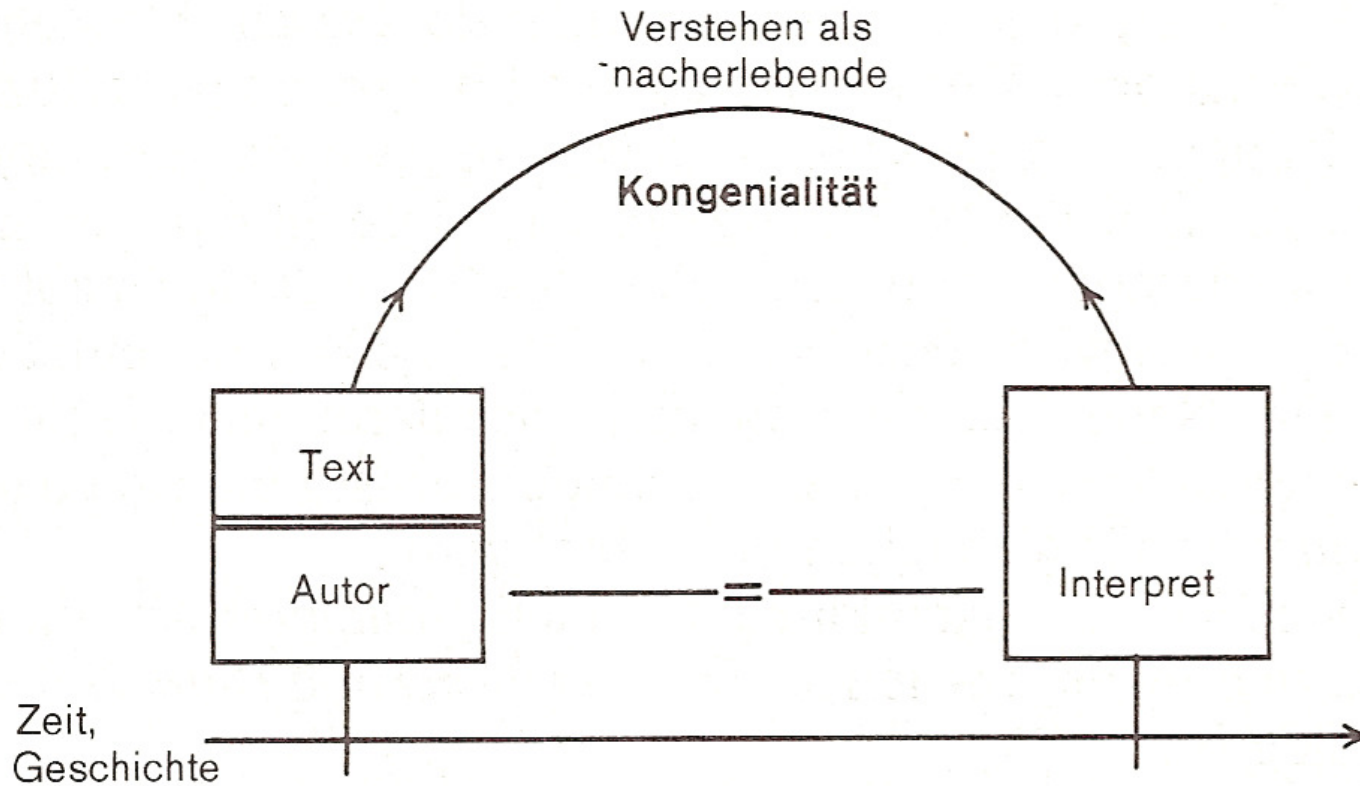 Verstehen als
nacherlebende
Kongenialität
Text
Autor
=
Interpret
Zeit,
Geschichte